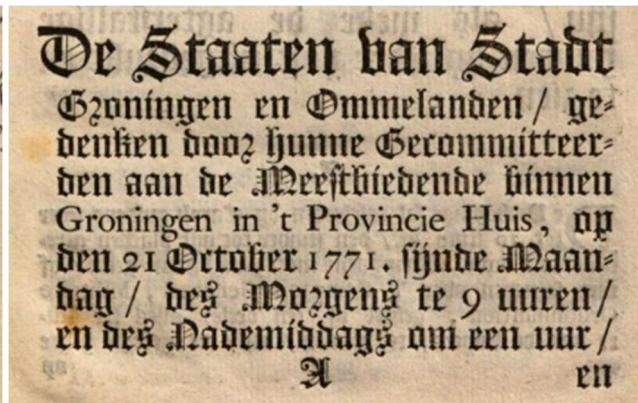 De Staaten van Stadt
Groningen en Ommelanden / ge-
denken door hunne Gecommitteer-
den aan de Meestbiedende binnen
Groningen in 't Provincie Huis, op
den 21 October 1771. sijnde Maan-
dag / des Morgens te 9 uuren /
en des Nademiddags om een uur /
A en